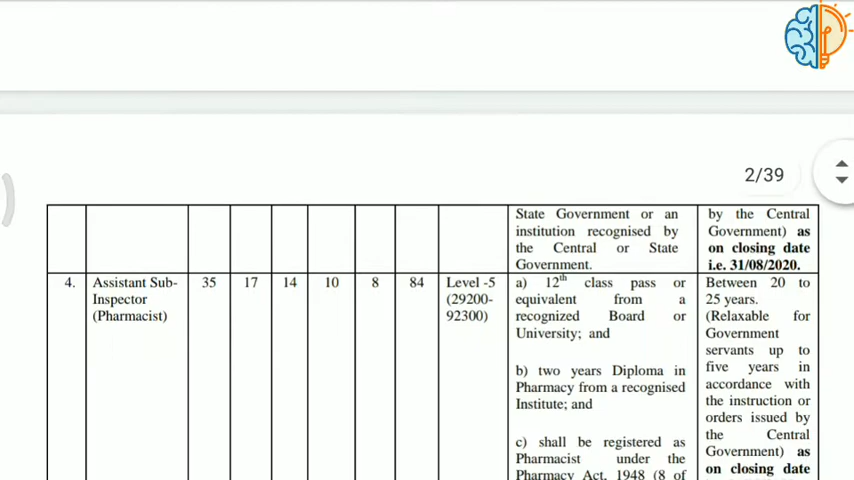 2/39
State Government or an
institution recognised by
the Central or State
Government.
by the Central
Government) as
on closing date
i.e. 31/08/2020.
4.
Assistant Sub-
Inspector
(Pharmacist)
35
17
14
10
8
84
Level -5
(29200-
92300)
a) 12th class pass or
equivalent from a
recognized Board or
University; and
b) two years Diploma in
Pharmacy from a recognised
Institute; and
c) shall be registered as
Pharmacist under the
Pharmacy Act, 1948 (8 of
Between 20 to
25 years.
(Relaxable for
Government
servants up to
five years in
accordance with
the instruction or
orders issued by
the Central
Government) as
on closing date